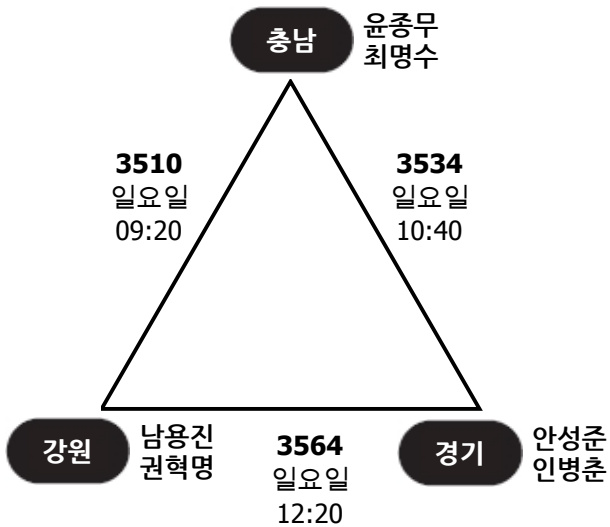 충남
윤종무
최명수
3510
일요일
09:20
3534
일요일
10:40
강원
남용진
권혁명
3564
일요일
12:20
경기
안성준
인병춘